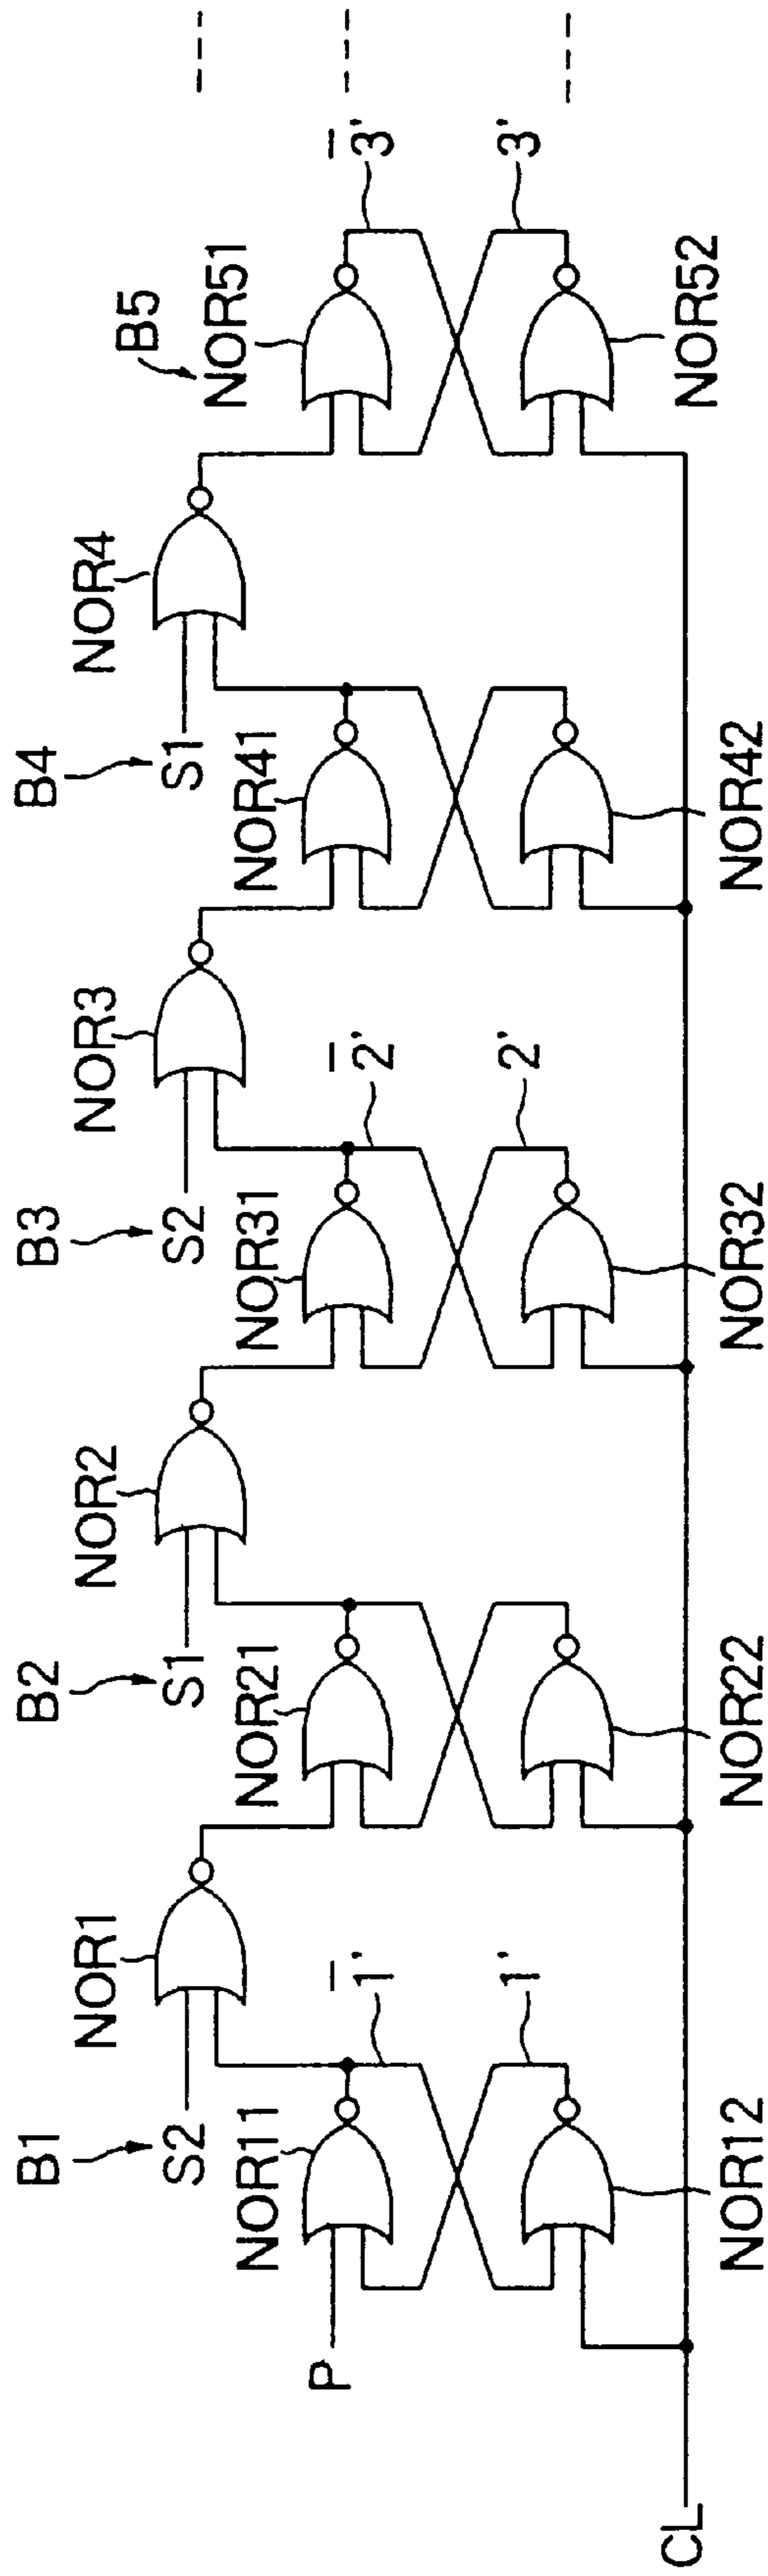 B1
B2
B3
B4
B5
NOR1
NOR2
NOR3
NOR4
S2
S1
S2
S1
NOR11
1̅'
NOR21
NOR31
2̅'
NOR41
NOR51
3̅'
P
1'
2'
3'
NOR12
NOR22
NOR32
NOR42
NOR52
CL